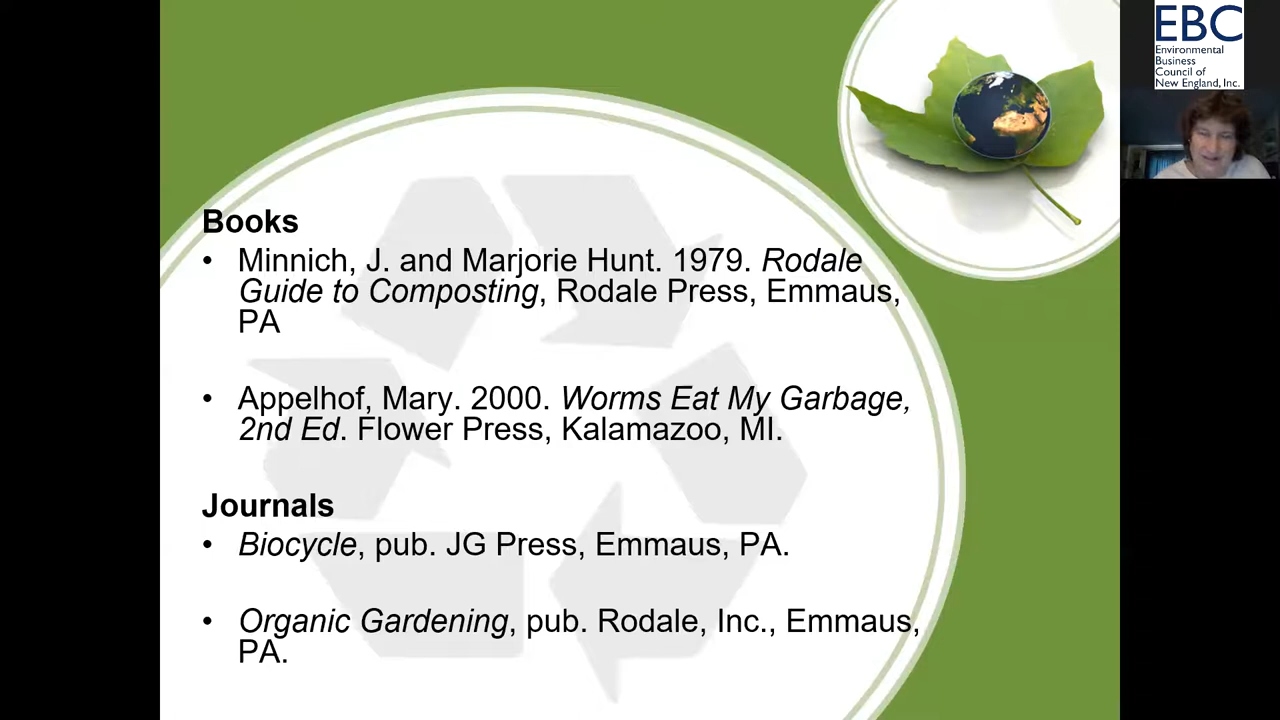 EBC
Environmental
Business
Council of
New England, Inc.
Books
• Minnich, J. and Marjorie Hunt. 1979. Rodale
Guide to Composting, Rodale Press, Emmaus,
PA
• Appelhof, Mary. 2000. Worms Eat My Garbage,
2nd Ed. Flower Press, Kalamazoo, MI.
Journals
• Biocycle, pub. JG Press, Emmaus, PA.
• Organic Gardening, pub. Rodale, Inc., Emmaus,
PA.